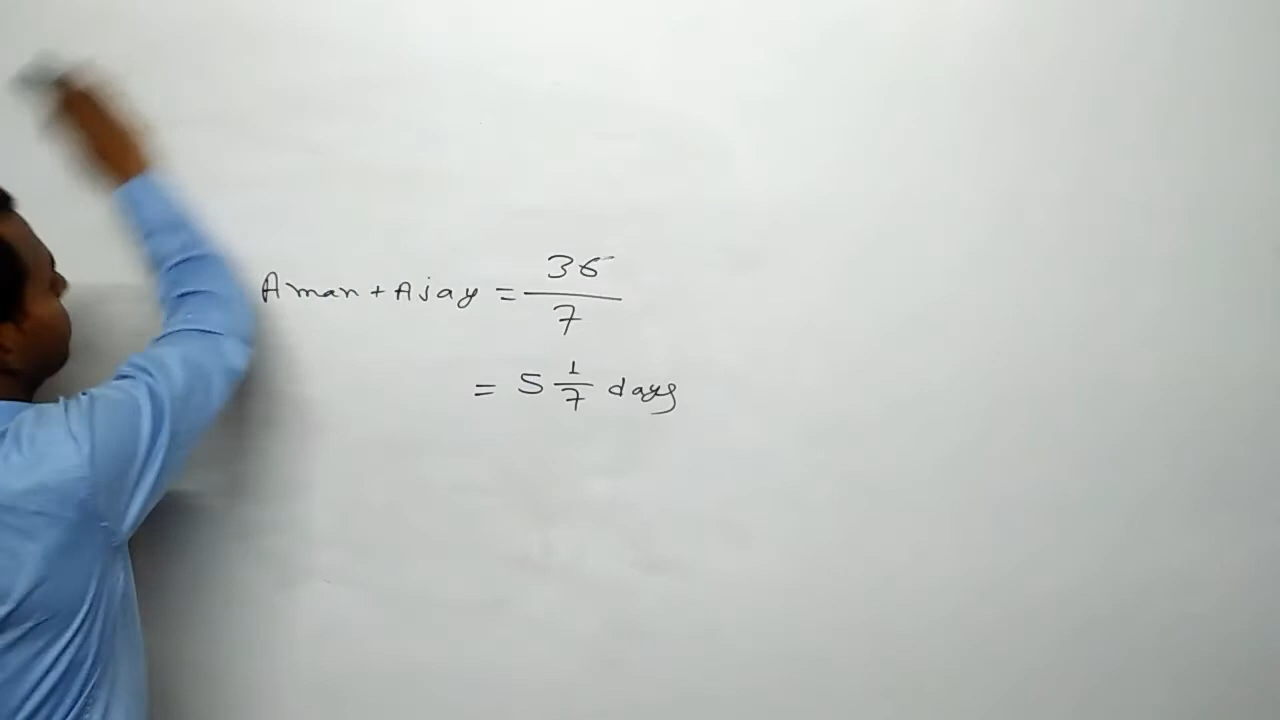 Aman + Ajay = 36/7
= 5 1/7 days